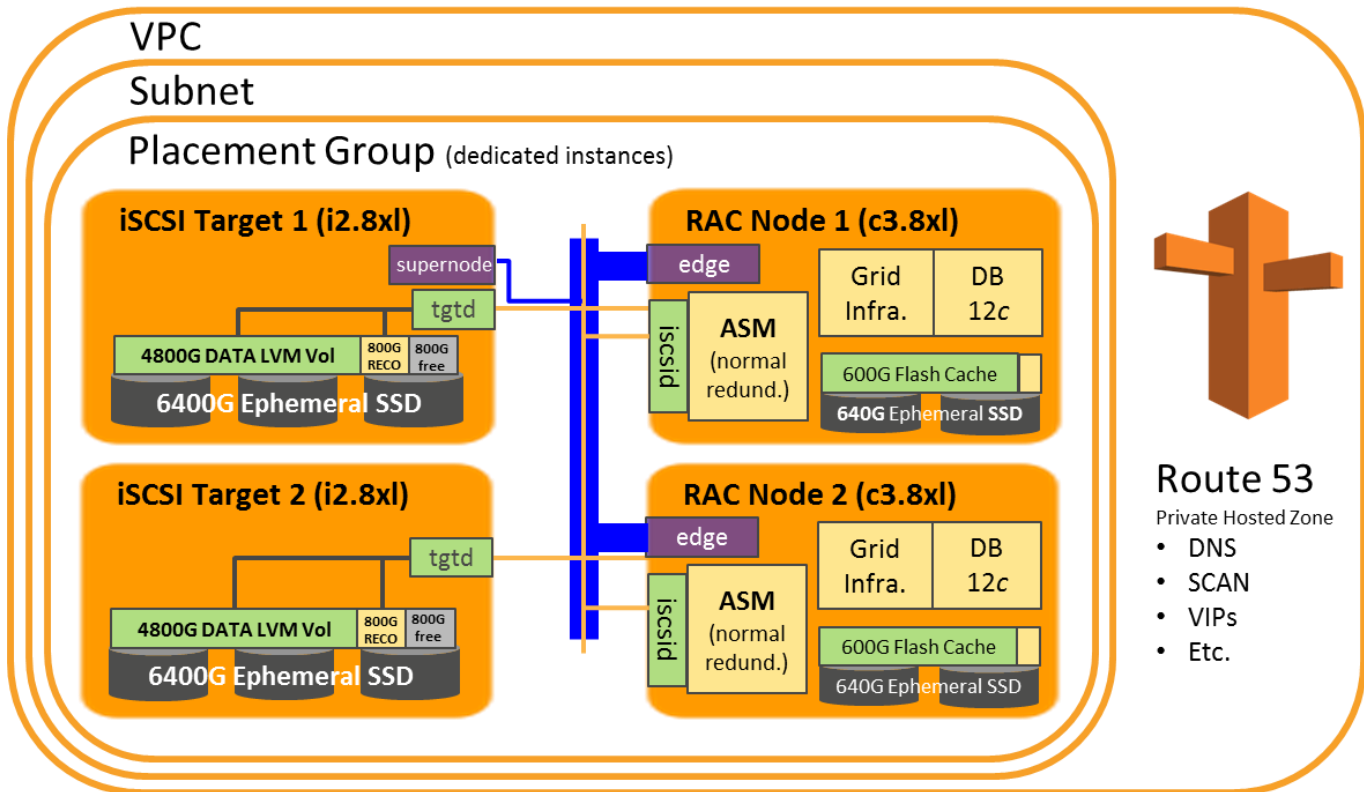 VPC
Subnet
Placement Group (dedicated instances)
iSCSI Target 1 (i2.8xl)
supernode
tgtd
4800G DATA LVM Vol
800G
RECO
800G
free
6400G Ephemeral SSD
RAC Node 1 (c3.8xl)
edge
iscsid
ASM
(normal
redund.)
Grid
Infra.
DB
12c
600G Flash Cache
640G Ephemeral SSD
iSCSI Target 2 (i2.8xl)
tgtd
4800G DATA LVM Vol
800G
RECO
800G
free
6400G Ephemeral SSD
RAC Node 2 (c3.8xl)
edge
iscsid
ASM
(normal
redund.)
Grid
Infra.
DB
12c
600G Flash Cache
640G Ephemeral SSD
Route 53
Private Hosted Zone
• DNS
• SCAN
• VIPs
• Etc.